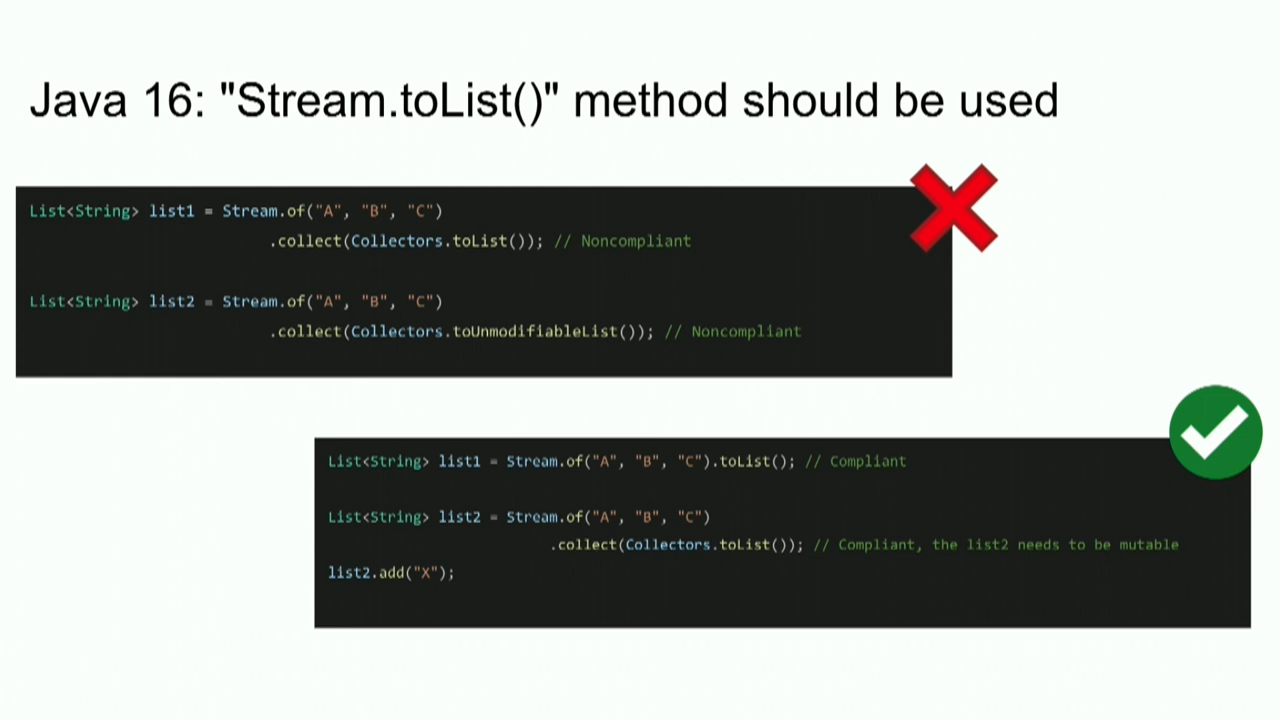 Java 16: "Stream.toList()" method should be used
List<String> list1 = Stream.of("A", "B", "C")
.collect(Collectors.toList()); // Noncompliant
List<String> list2 = Stream.of("A", "B", "C")
.collect(Collectors.toUnmodifiableList()); // Noncompliant
List<String> list1 = Stream.of("A", "B", "C").toList(); // Compliant
List<String> list2 = Stream.of("A", "B", "C")
.collect(Collectors.toList()); // Compliant, the list2 needs to be mutable
list2.add("X");